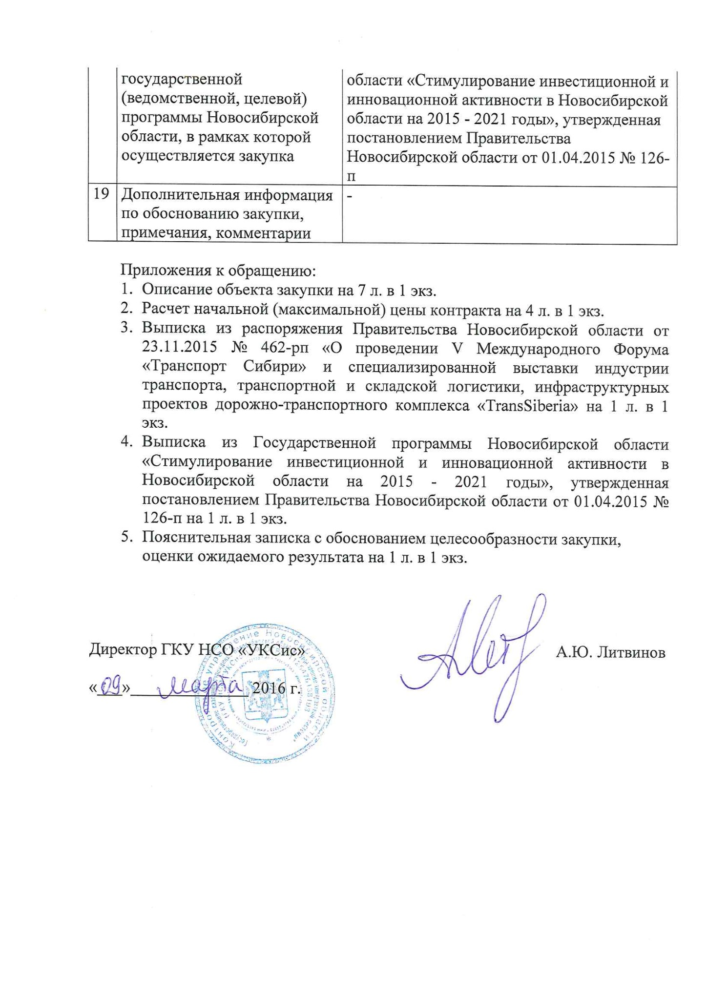 государственной
(ведомственной, целевой)
программы Новосибирской
области, в рамках которой
осуществляется закупка
области «Стимулирование инвестиционной и
инновационной активности в Новосибирской
области на 2015 - 2021 годы», утвержденная
постановлением Правительства
Новосибирской области от 01.04.2015 № 126-
п
19
Дополнительная информация
по обоснованию закупки,
примечания, комментарии
-
Приложения к обращению:
1. Описание объекта закупки на 7 л. в 1 экз.
2. Расчет начальной (максимальной) цены контракта на 4 л. в 1 экз.
3. Выписка из распоряжения Правительства Новосибирской области от
23.11.2015 № 462-рп «О проведении V Международного Форума
«Транспорт Сибири» и специализированной выставки индустрии
транспорта, транспортной и складской логистики, инфраструктурных
проектов дорожно-транспортного комплекса «TransSiberia» на 1 л. в 1
экз.
4. Выписка из Государственной программы Новосибирской области
«Стимулирование инвестиционной и инновационной активности в
Новосибирской области на 2015 - 2021 годы», утвержденная
постановлением Правительства Новосибирской области от 01.04.2015 №
126-п на 1 л. в 1 экз.
5. Пояснительная записка с обоснованием целесообразности закупки,
оценки ожидаемого результата на 1 л. в 1 экз.
Директор ГКУ НСО «УКСис»
А.Ю. Литвинов
«09» марта 2016 г.
Контрольное управление Новосибирской области